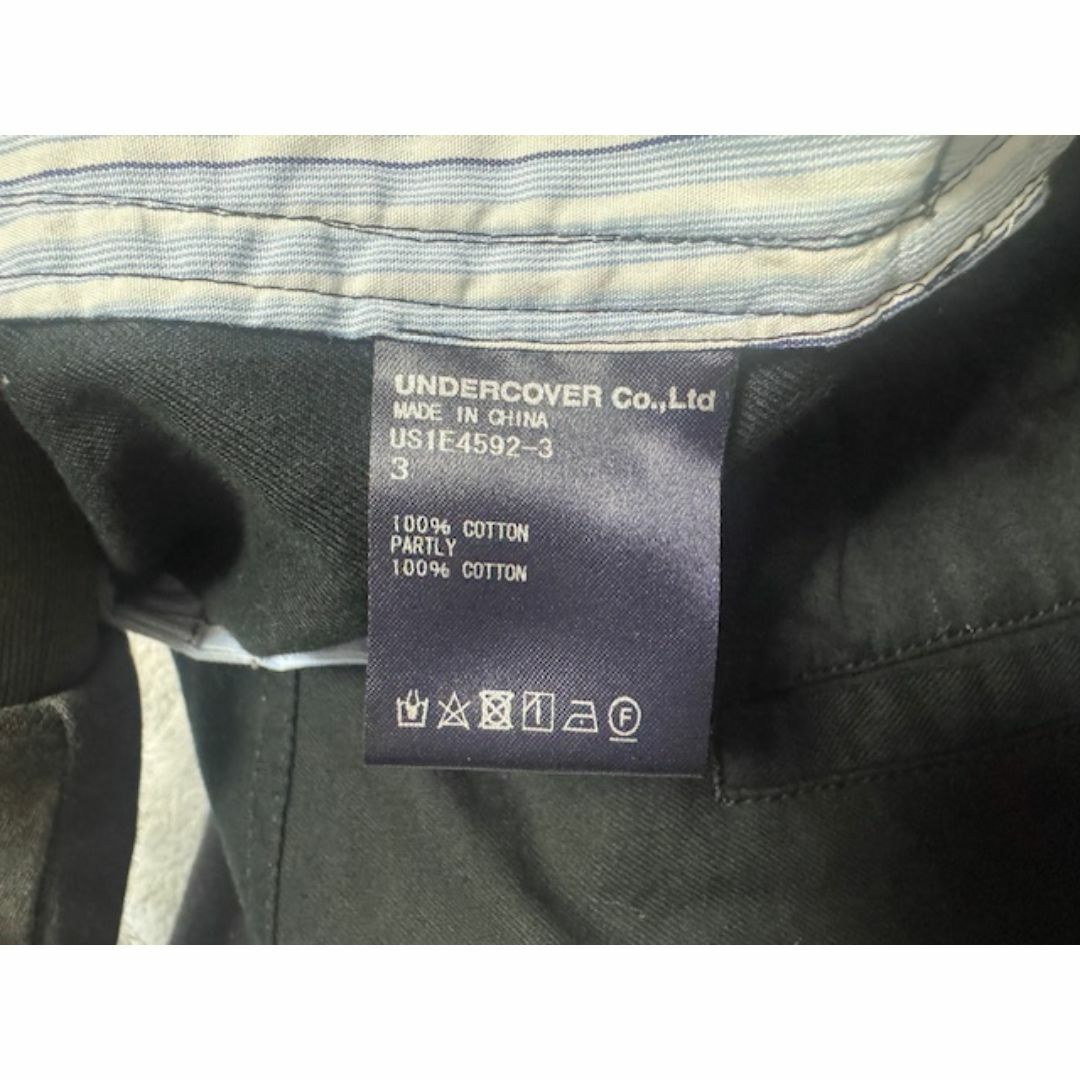 UNDERCOVER Co.,Ltd
MADE IN CHINA
US1E4592-3
3
100% COTTON
PARTLY
100% COTTON
F